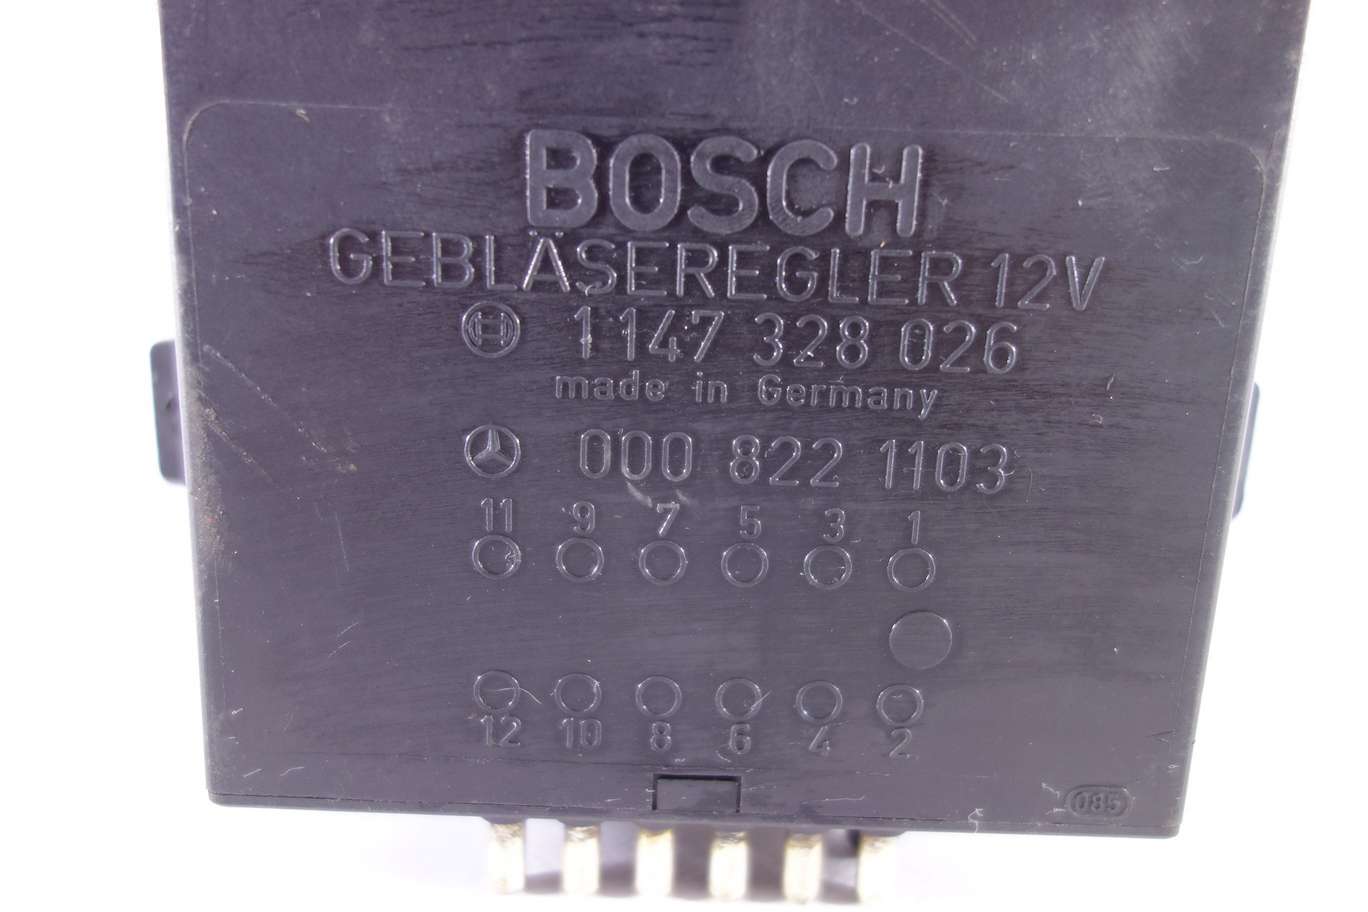 BOSCH
GEBLÄSEREGLER 12V
1 147 328 026
made in Germany
000 822 1103
11 9 7 5 3 1
12 10 8 6 4 2
085